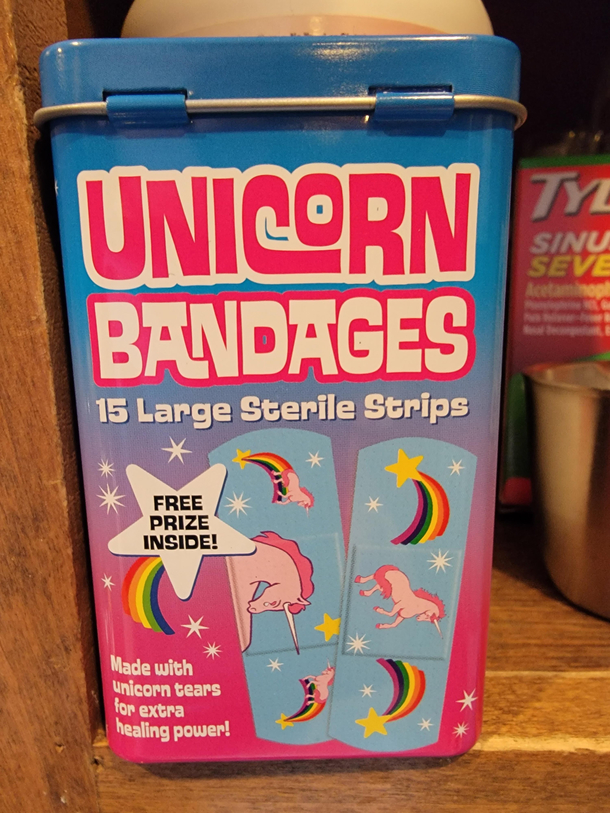 UNICORN
BANDAGES
15 Large Sterile Strips
FREE
PRIZE
INSIDE!
Made with
unicorn tears
for extra
healing power!
TYL
SINU
SEVE
Acetaminoph